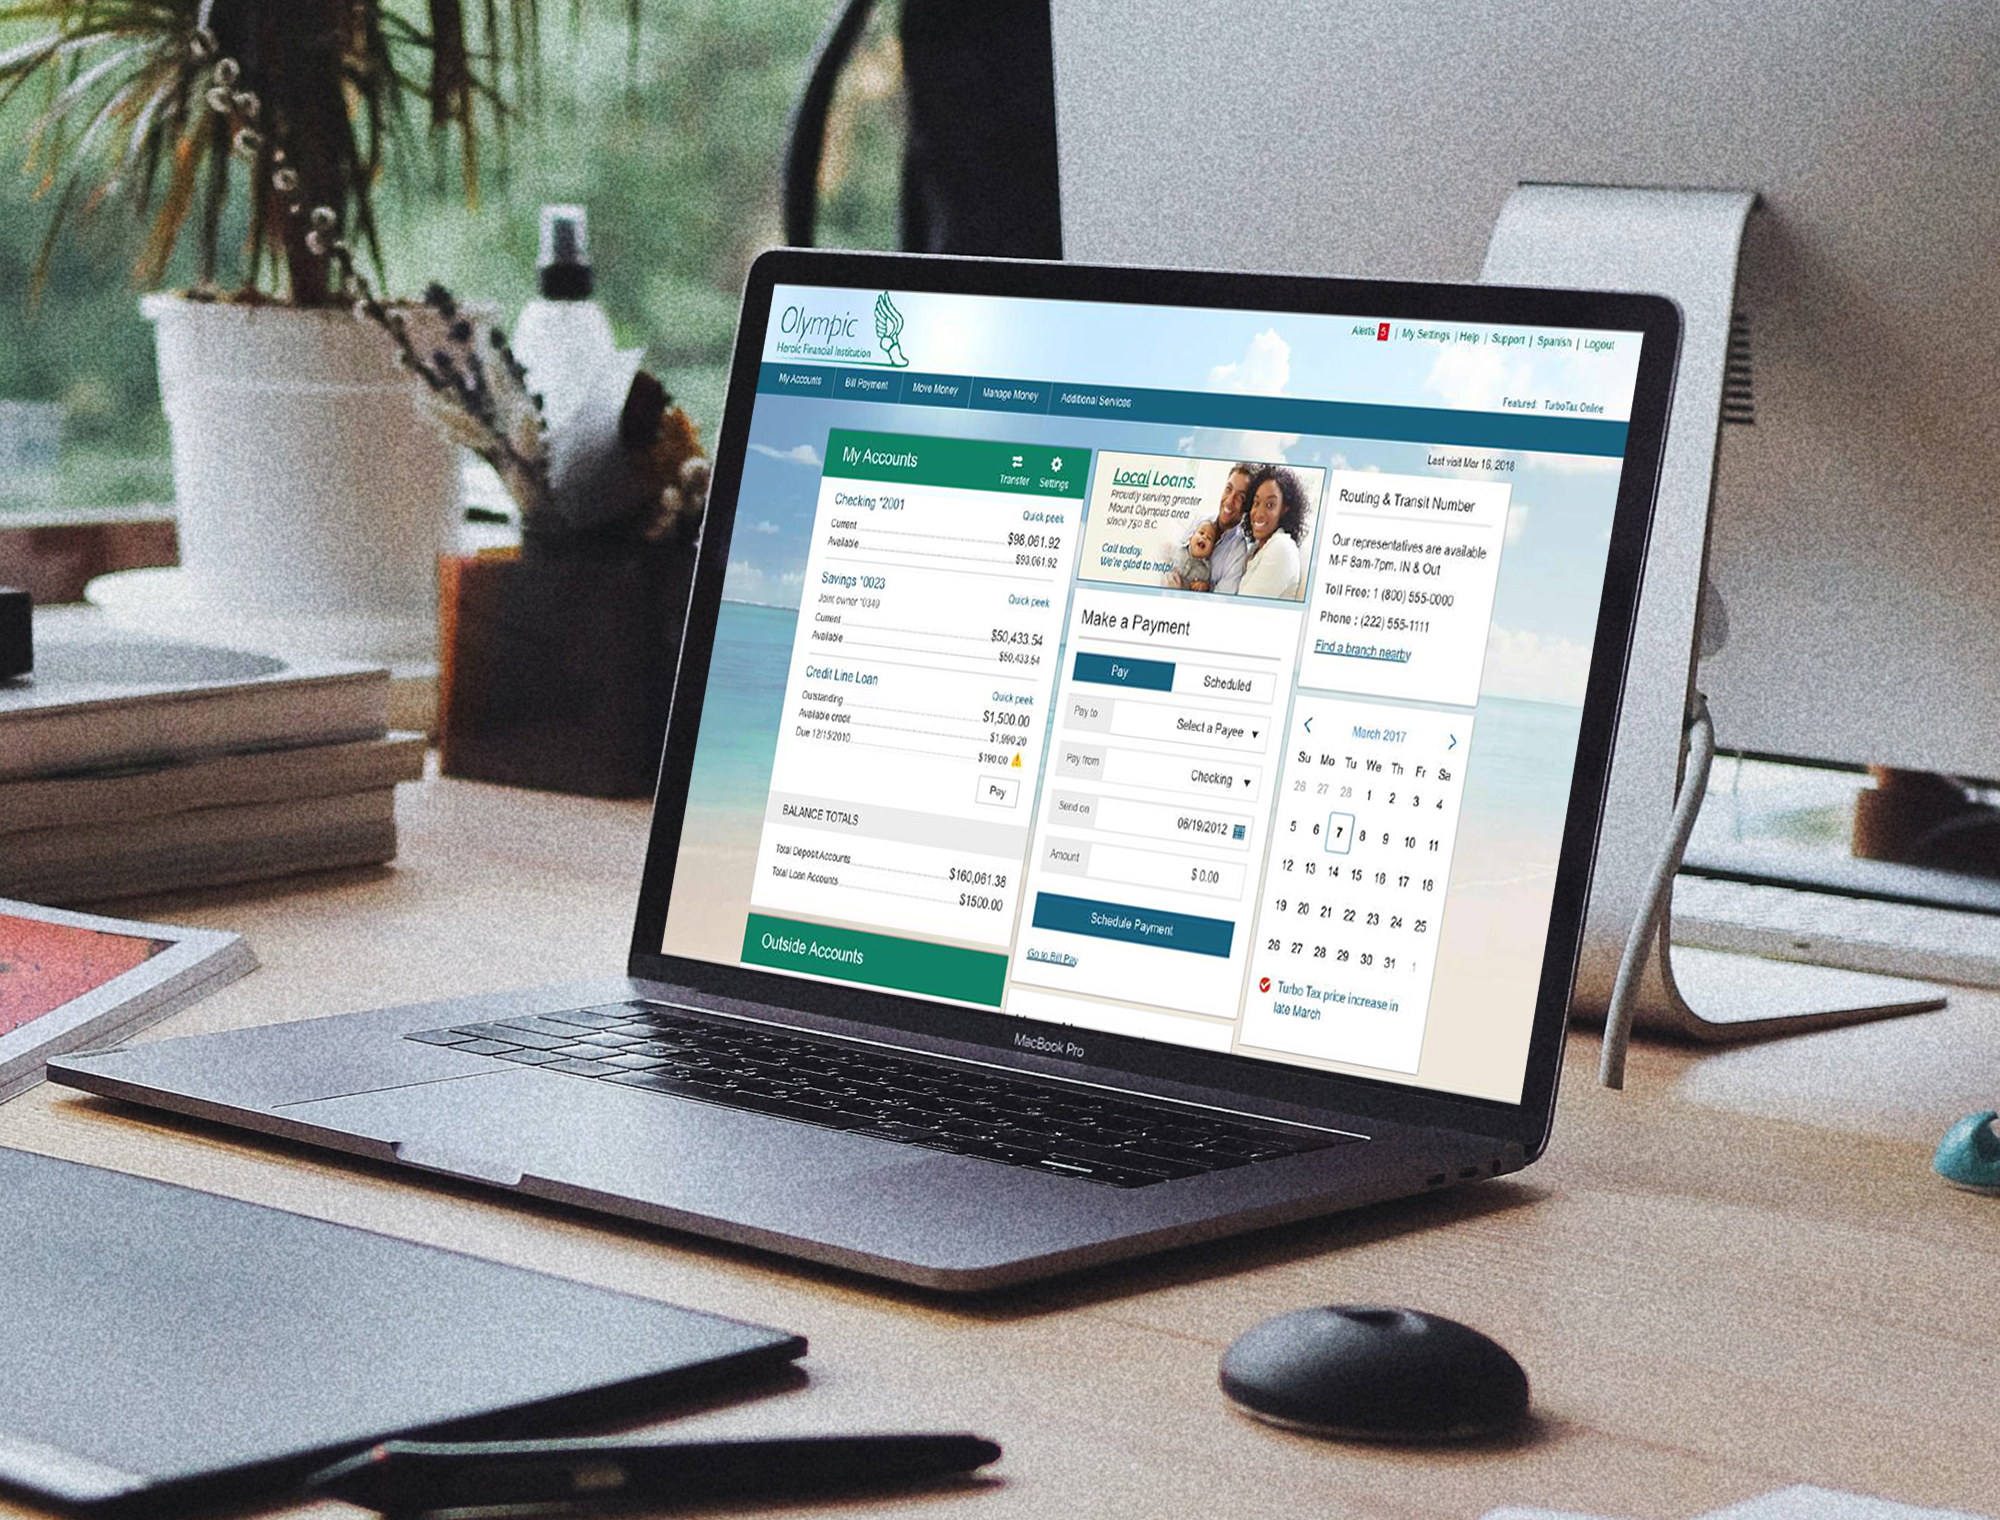 Olympic
Heroic Financial Institution
Alerts 5 | My Settings | Help | Support | Spanish | Logout
My Accounts
Bill Payment
Move Money
Manage Money
Additional Services
Featured: TurboTax Online
Last visit Mar 16, 2018
My Accounts
Transfer
Settings
Checking *2001
Quick peek
Current $98,061.92
Available $93,061.92
Savings *0023
Quick peek
Joint owner *0349
Current $50,433.54
Available $50,433.54
Credit Line Loan
Quick peek
Outstanding $1,500.00
Available credit $1,990.20
Due 12/15/2010 $190.00
Pay
BALANCE TOTALS
Total Deposit Accounts $160,061.38
Total Loan Accounts $1500.00
Outside Accounts
Local Loans.
Proudly serving greater
Mount Olympus area
since 750 B.C.
Call today.
We're glad to help!
Make a Payment
Pay
Scheduled
Pay to Select a Payee
Pay from Checking
Send on 06/19/2012
Amount $ 0.00
Schedule Payment
Go to Bill Pay
Routing & Transit Number
Our representatives are available
M-F 8am-7pm, IN & Out
Toll Free: 1 (800) 555-0000
Phone : (222) 555-1111
Find a branch nearby
March 2017
Su Mo Tu We Th Fr Sa
26 27 28 1 2 3 4
5 6 7 8 9 10 11
12 13 14 15 16 17 18
19 20 21 22 23 24 25
26 27 28 29 30 31 1
Turbo Tax price increase in
late March
MacBook Pro